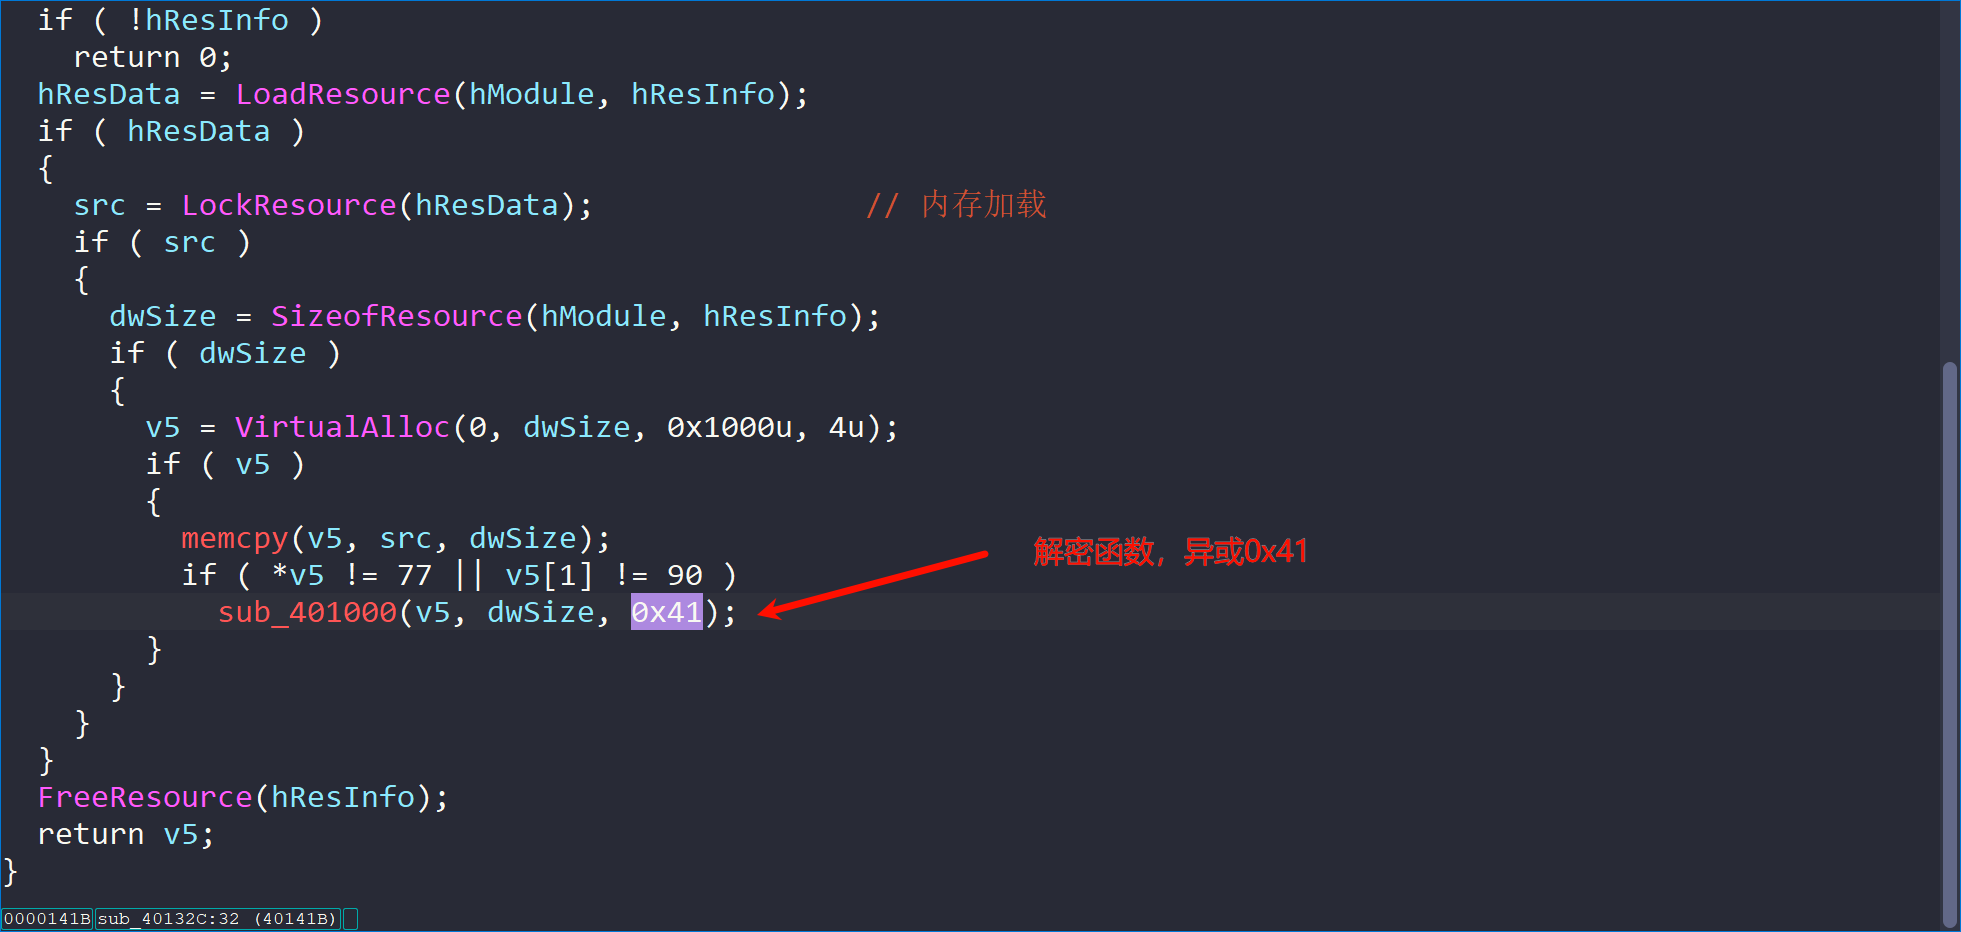 if ( !hResInfo )
return 0;
hResData = LoadResource(hModule, hResInfo);
if ( hResData )
{
src = LockResource(hResData); // 内存加载
if ( src )
{
dwSize = SizeofResource(hModule, hResInfo);
if ( dwSize )
{
v5 = VirtualAlloc(0, dwSize, 0x1000u, 4u);
if ( v5 )
{
memcpy(v5, src, dwSize);
解密函数，异或0x41
if ( *v5 != 77 || v5[1] != 90 )
sub_401000(v5, dwSize, 0x41);
}
}
}
}
FreeResource(hResInfo);
return v5;
}
0000141B sub_40132C:32 (40141B)